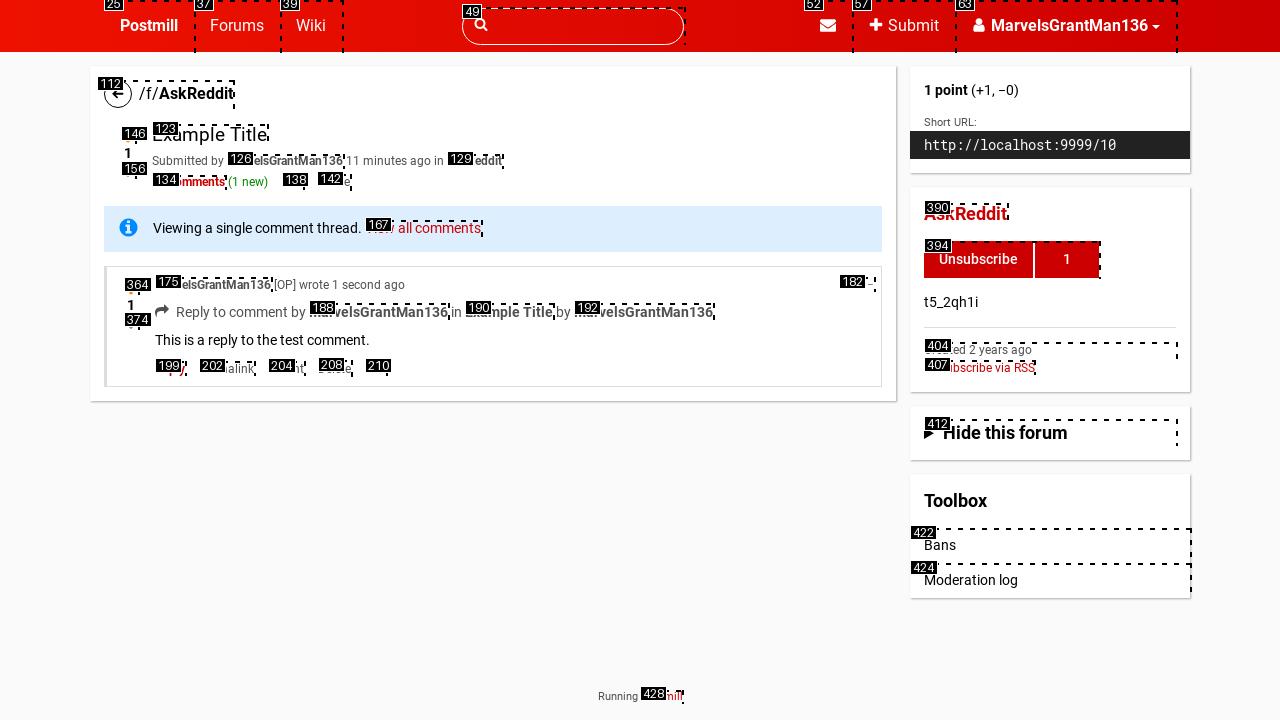 25 37 39 49 52 57 63
Postmill Forums Wiki Submit MarvelsGrantMan136
112 /f/AskReddit
146 123 Example Title
1
156 Submitted by 126 elsGrantMan136 11 minutes ago in 129 eddit
134 mments (1 new) 138 142 e
Viewing a single comment thread. 167 all comments
364 175 elsGrantMan136 [OP] wrote 1 second ago 182 –
1
374 Reply to comment by 188 MarvelsGrantMan136 in 190 Example Title by 192 MarvelsGrantMan136
This is a reply to the test comment.
199 202 alink 204 208 210
1 point (+1, −0)
Short URL:
http://localhost:9999/10
390 AskReddit
394
Unsubscribe 1
t5_2qh1i
404 Created 2 years ago
407 bscribe via RSS
412 Hide this forum
Toolbox
422
Bans
424
Moderation log
Running 428 mill